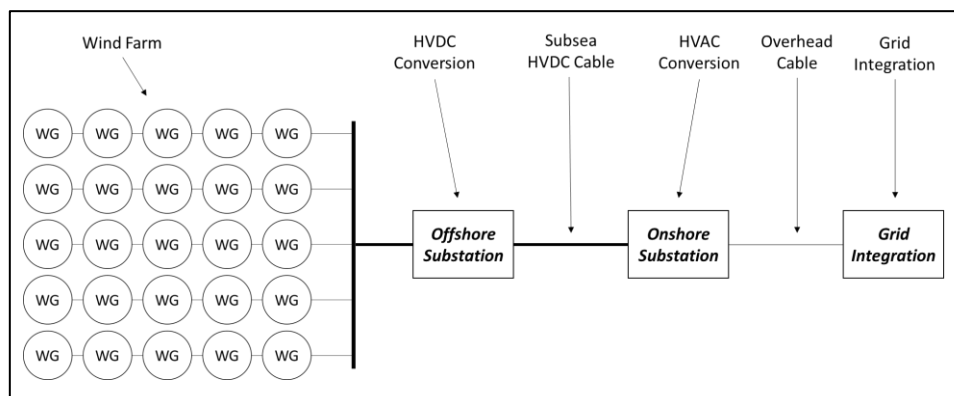 Wind Farm
HVDC
Conversion
Subsea
HVDC Cable
HVAC
Conversion
Overhead
Cable
Grid
Integration
WG WG WG WG WG
WG WG WG WG WG
WG WG WG WG WG
WG WG WG WG WG
WG WG WG WG WG
Offshore
Substation
Onshore
Substation
Grid
Integration